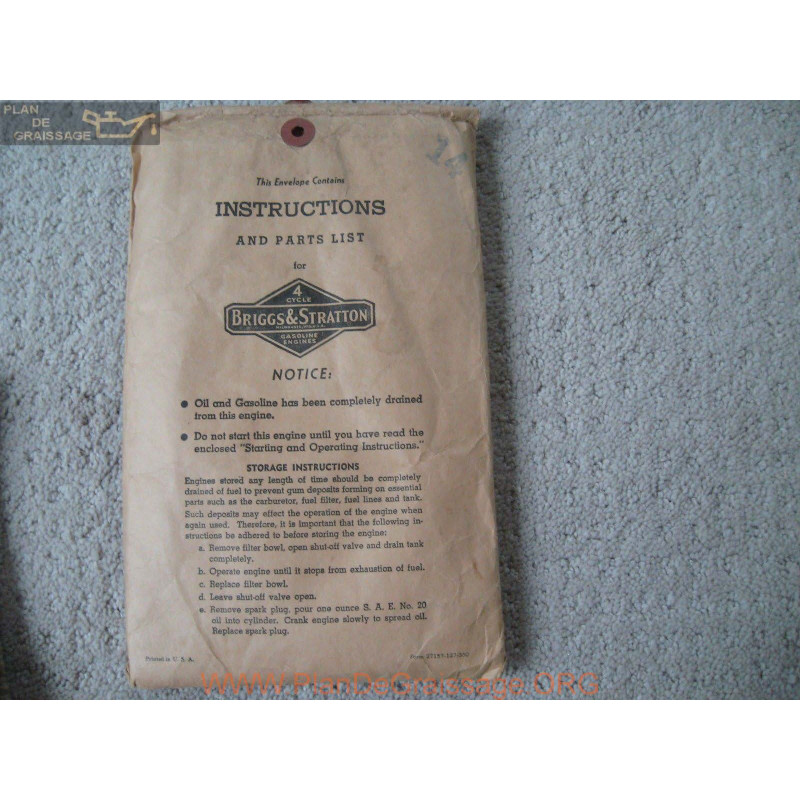 PLAN
DE
GRAISSAGE
14
This Envelope Contains
INSTRUCTIONS
AND PARTS LIST
for
4
CYCLE
BRIGGS & STRATTON
MILWAUKEE, WIS. U.S.A.
GASOLINE
ENGINES
NOTICE:
● Oil and Gasoline has been completely drained
from this engine.
● Do not start this engine until you have read the
enclosed "Starting and Operating Instructions."
STORAGE INSTRUCTIONS
Engines stored any length of time should be completely
drained of fuel to prevent gum deposits forming on essential
parts such as the carburetor, fuel filter, fuel lines and tank.
Such deposits may effect the operation of the engine when
again used. Therefore, it is important that the following in-
structions be adhered to before storing the engine:
a. Remove filter bowl, open shut-off valve and drain tank
completely.
b. Operate engine until it stops from exhaustion of fuel.
c. Replace filter bowl.
d. Leave shut-off valve open.
e. Remove spark plug, pour one ounce S. A. E. No. 20
oil into cylinder. Crank engine slowly to spread oil.
Replace spark plug.
Printed in U. S. A.
Form
WWW.PlanDeGraissage.ORG